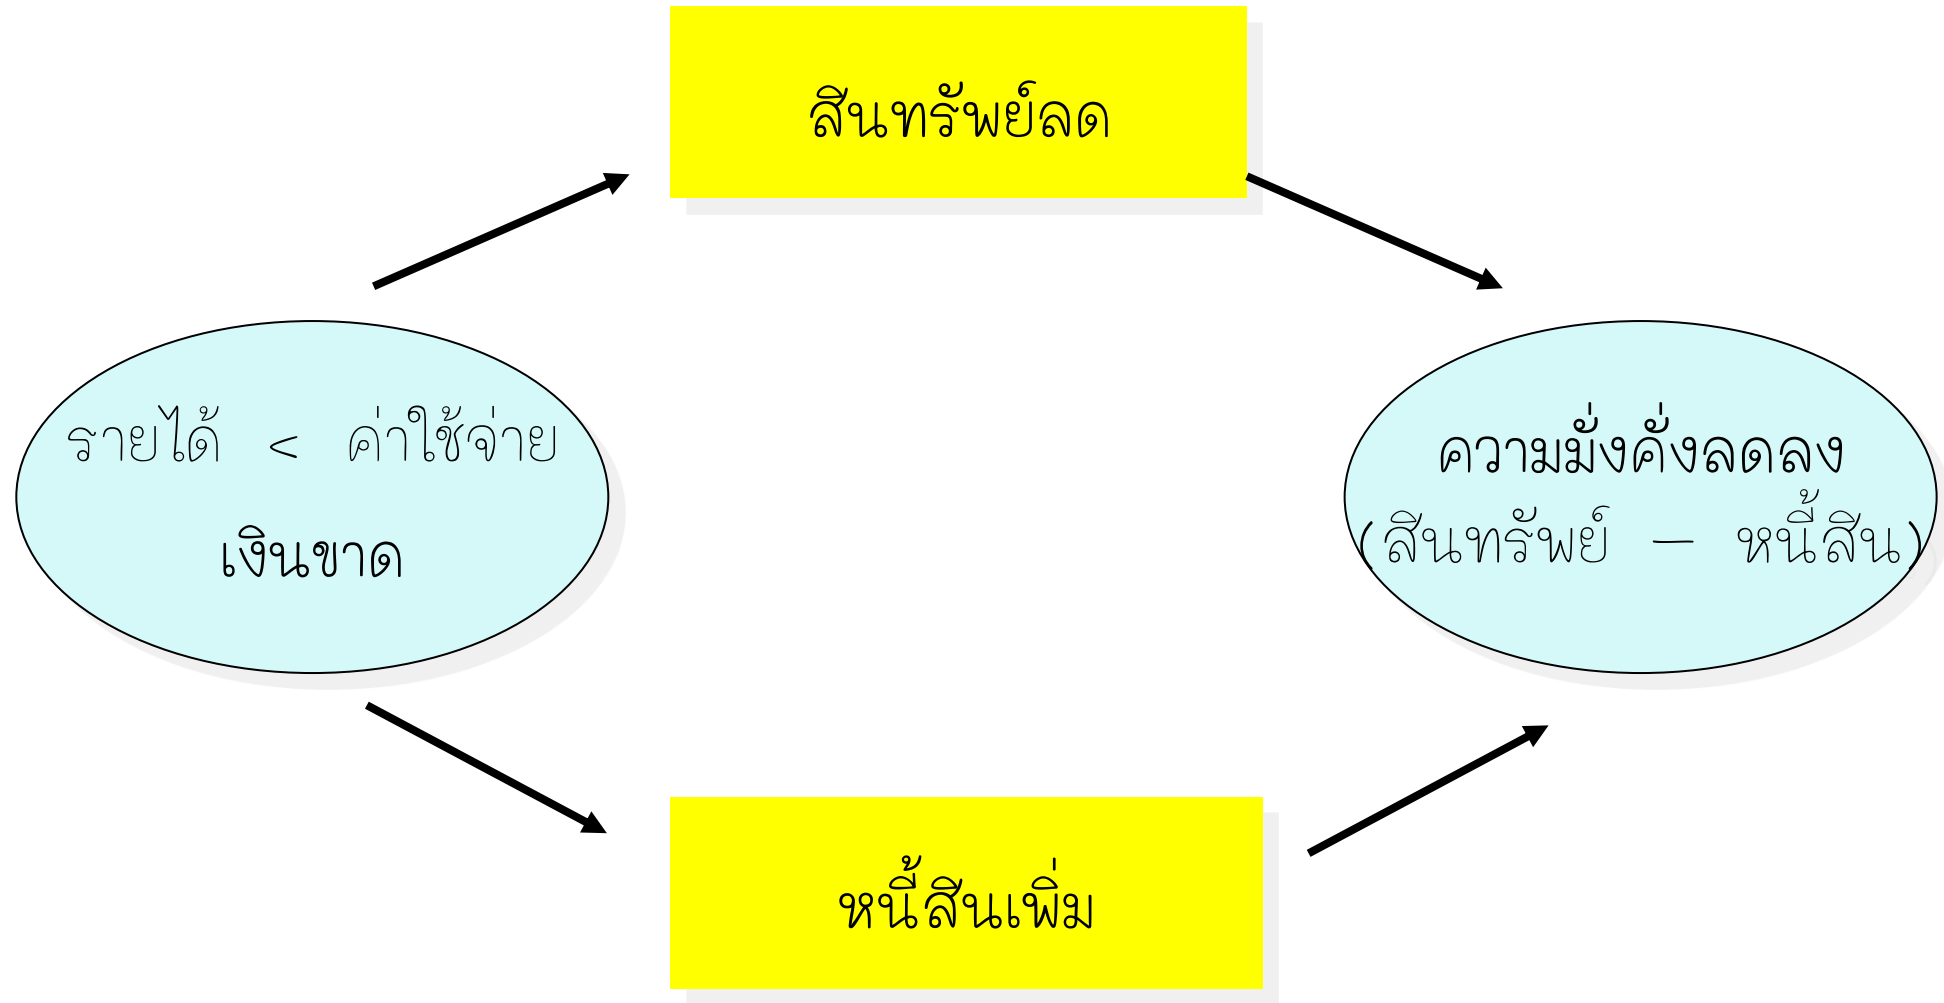 สินทรัพย์ลด
รายได้ < ค่าใช้จ่าย
เงินขาด
ความมั่งคั่งลดลง
(สินทรัพย์ – หนี้สิน)
หนี้สินเพิ่ม